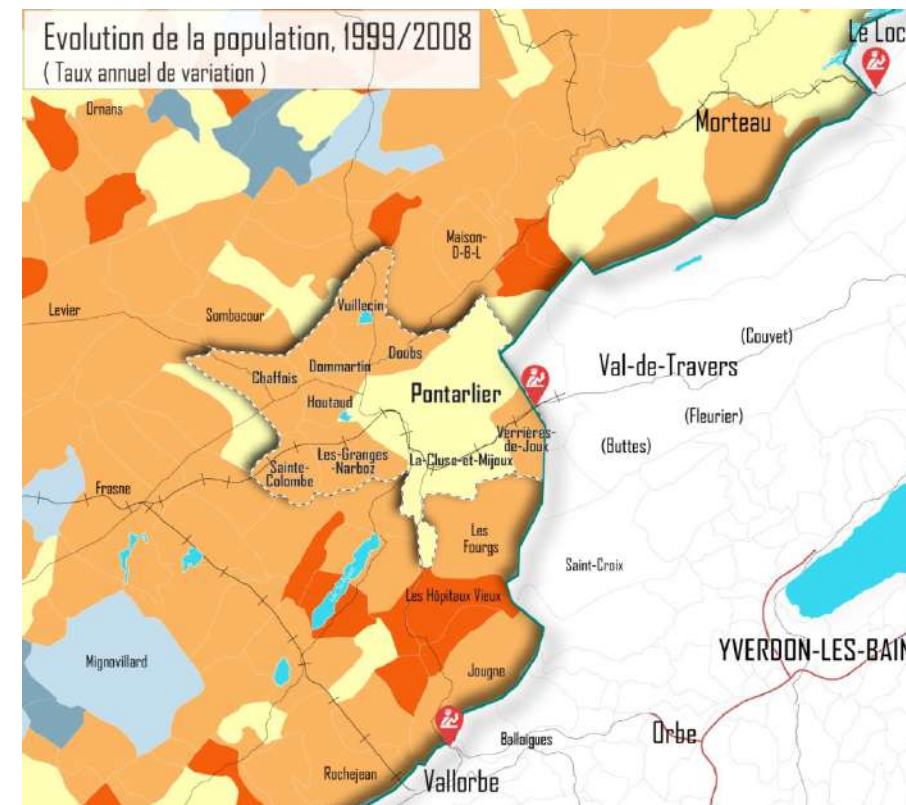 Evolution de la population, 1999/2008
( Taux annuel de variation )
Le Loc
Ornans
Morteau
Maison-
D-B-L
Levier
Sombacour
Vuillecin
Doubs
Dommartin
Chaffois
Houtaud
Pontarlier
Val-de-Travers
(Couvet)
(Fleurier)
(Buttes)
Verrières-
de-Joux
La-Cluse-et-Mijoux
Les-Granges
-Narboz
Sainte-
Colombe
Frasne
Les
Fourgs
Saint-Croix
Les Hôpitaux Vieux
Mignovillard
Jougne
YVERDON-LES-BAIN
Orbe
Ballaigues
Rochejean
Vallorbe